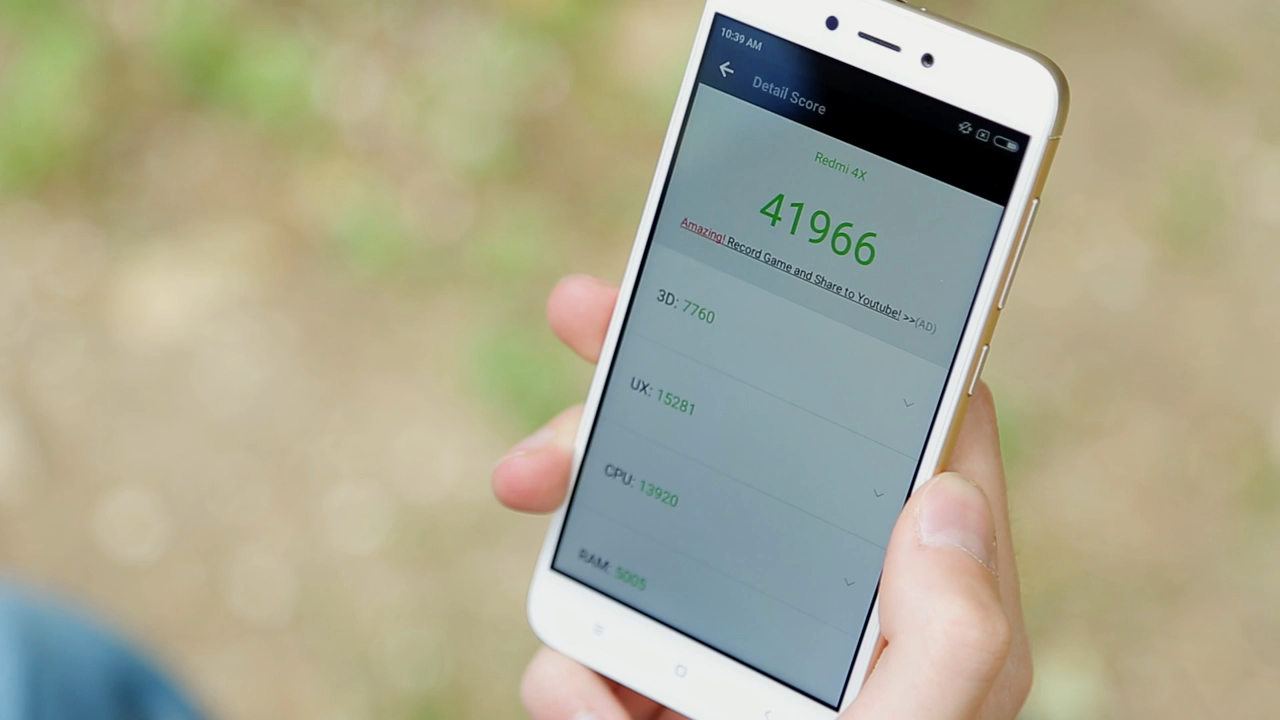 10:39 AM
Detail Score
Redmi 4X
41966
Amazing! Record Game and Share to Youtube! >>(AD)
3D: 7760
UX: 15281
CPU: 13920
RAM: 5005